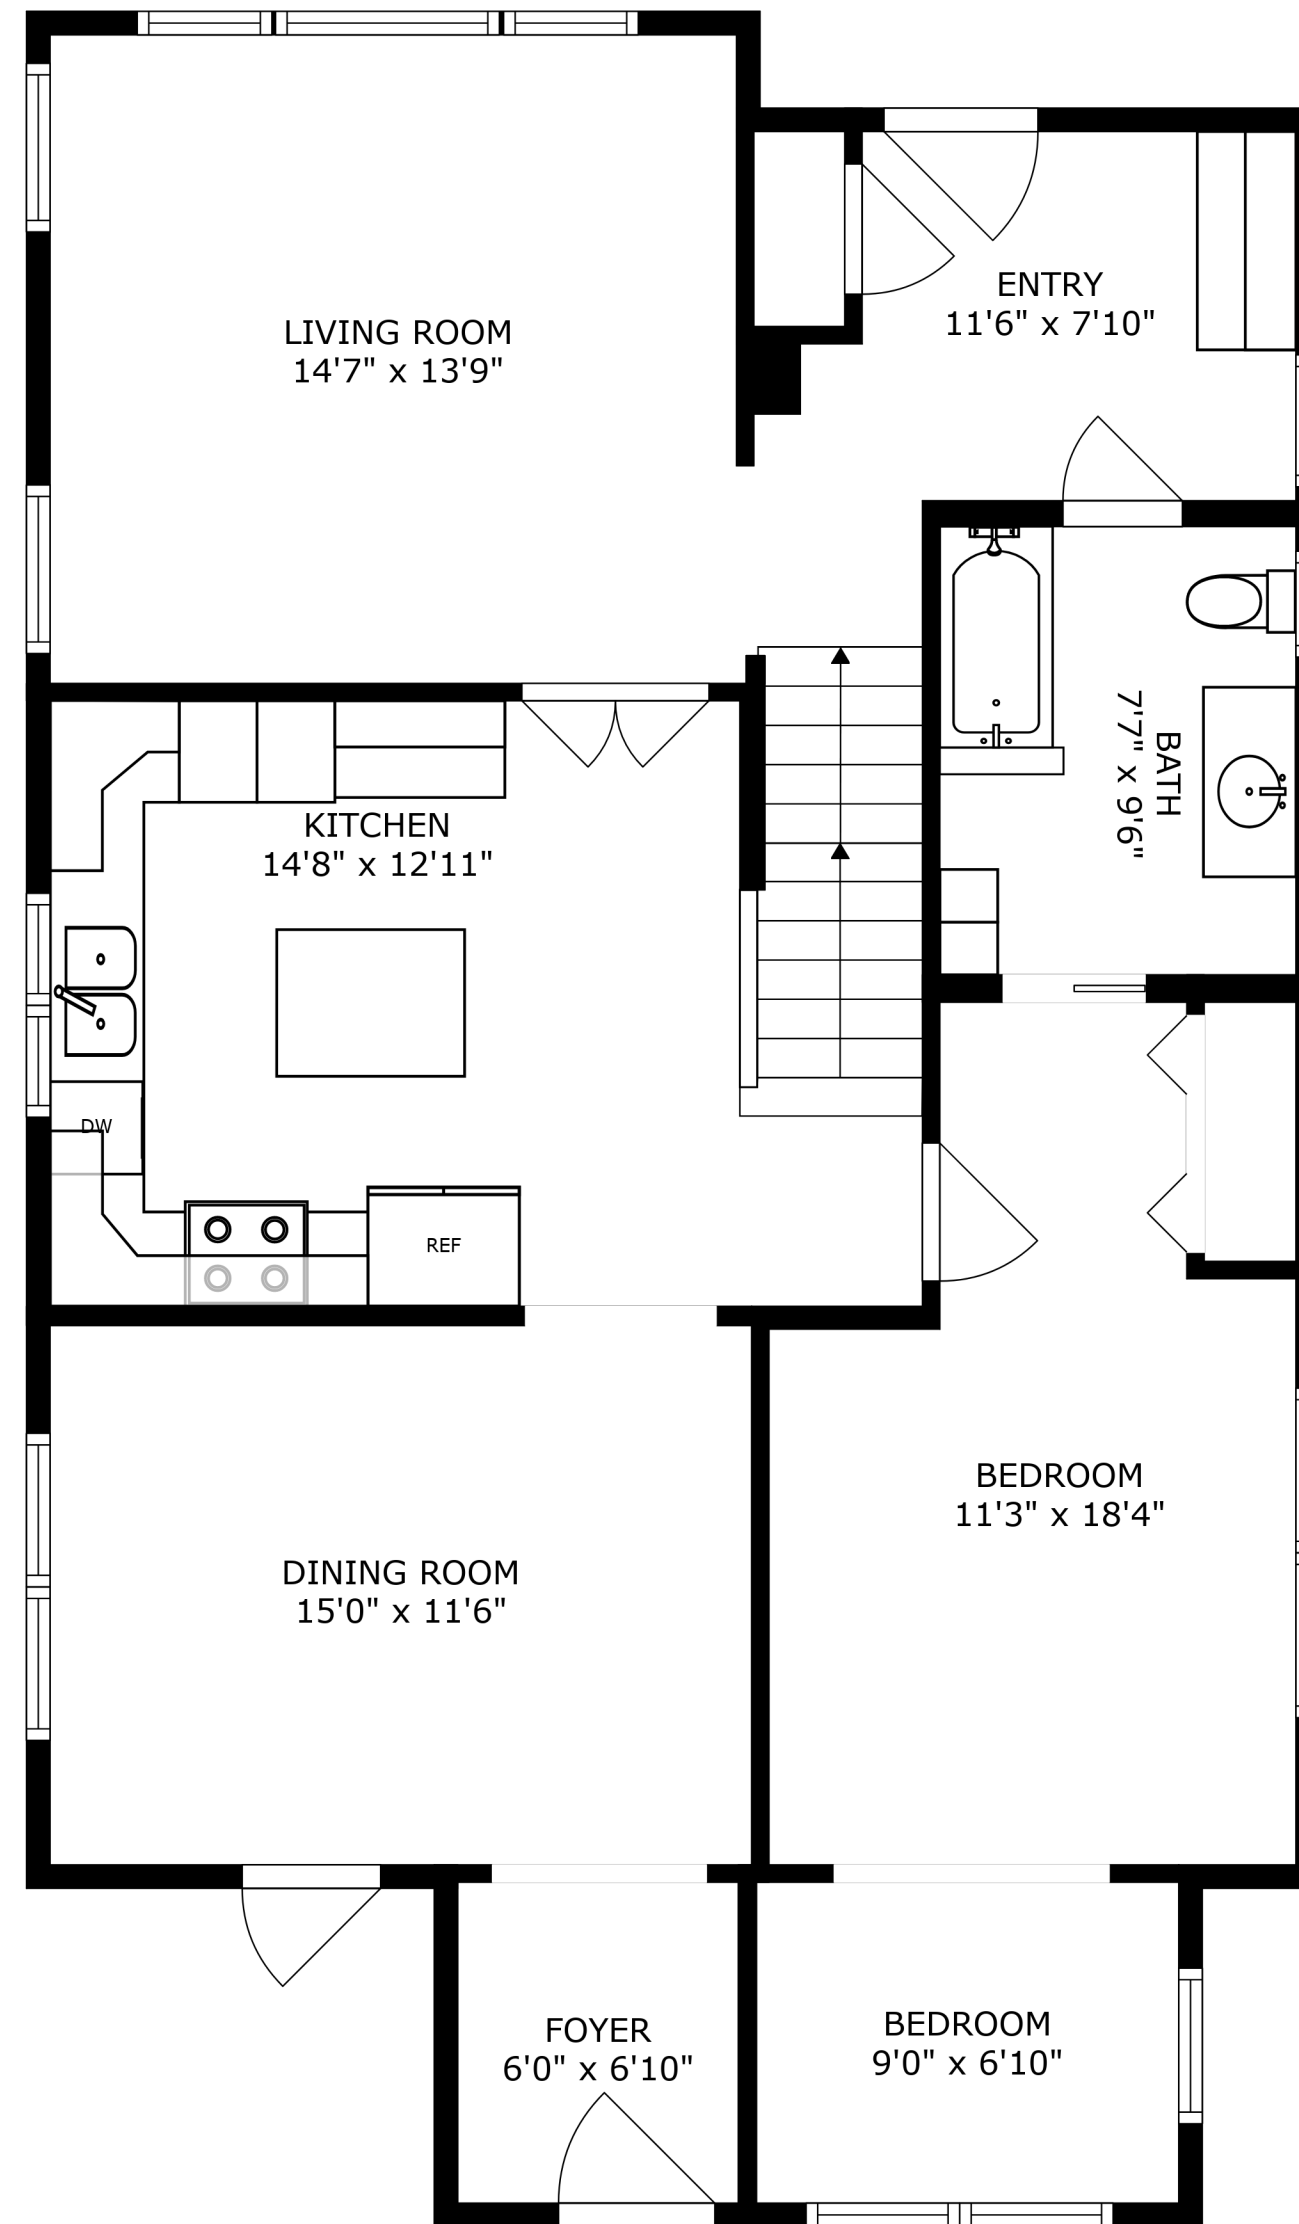 ENTRY
11'6" x 7'10"
LIVING ROOM
14'7" x 13'9"
BATH
7'7" x 9'6"
KITCHEN
14'8" x 12'11"
DW
REF
BEDROOM
11'3" x 18'4"
DINING ROOM
15'0" x 11'6"
FOYER
6'0" x 6'10"
BEDROOM
9'0" x 6'10"